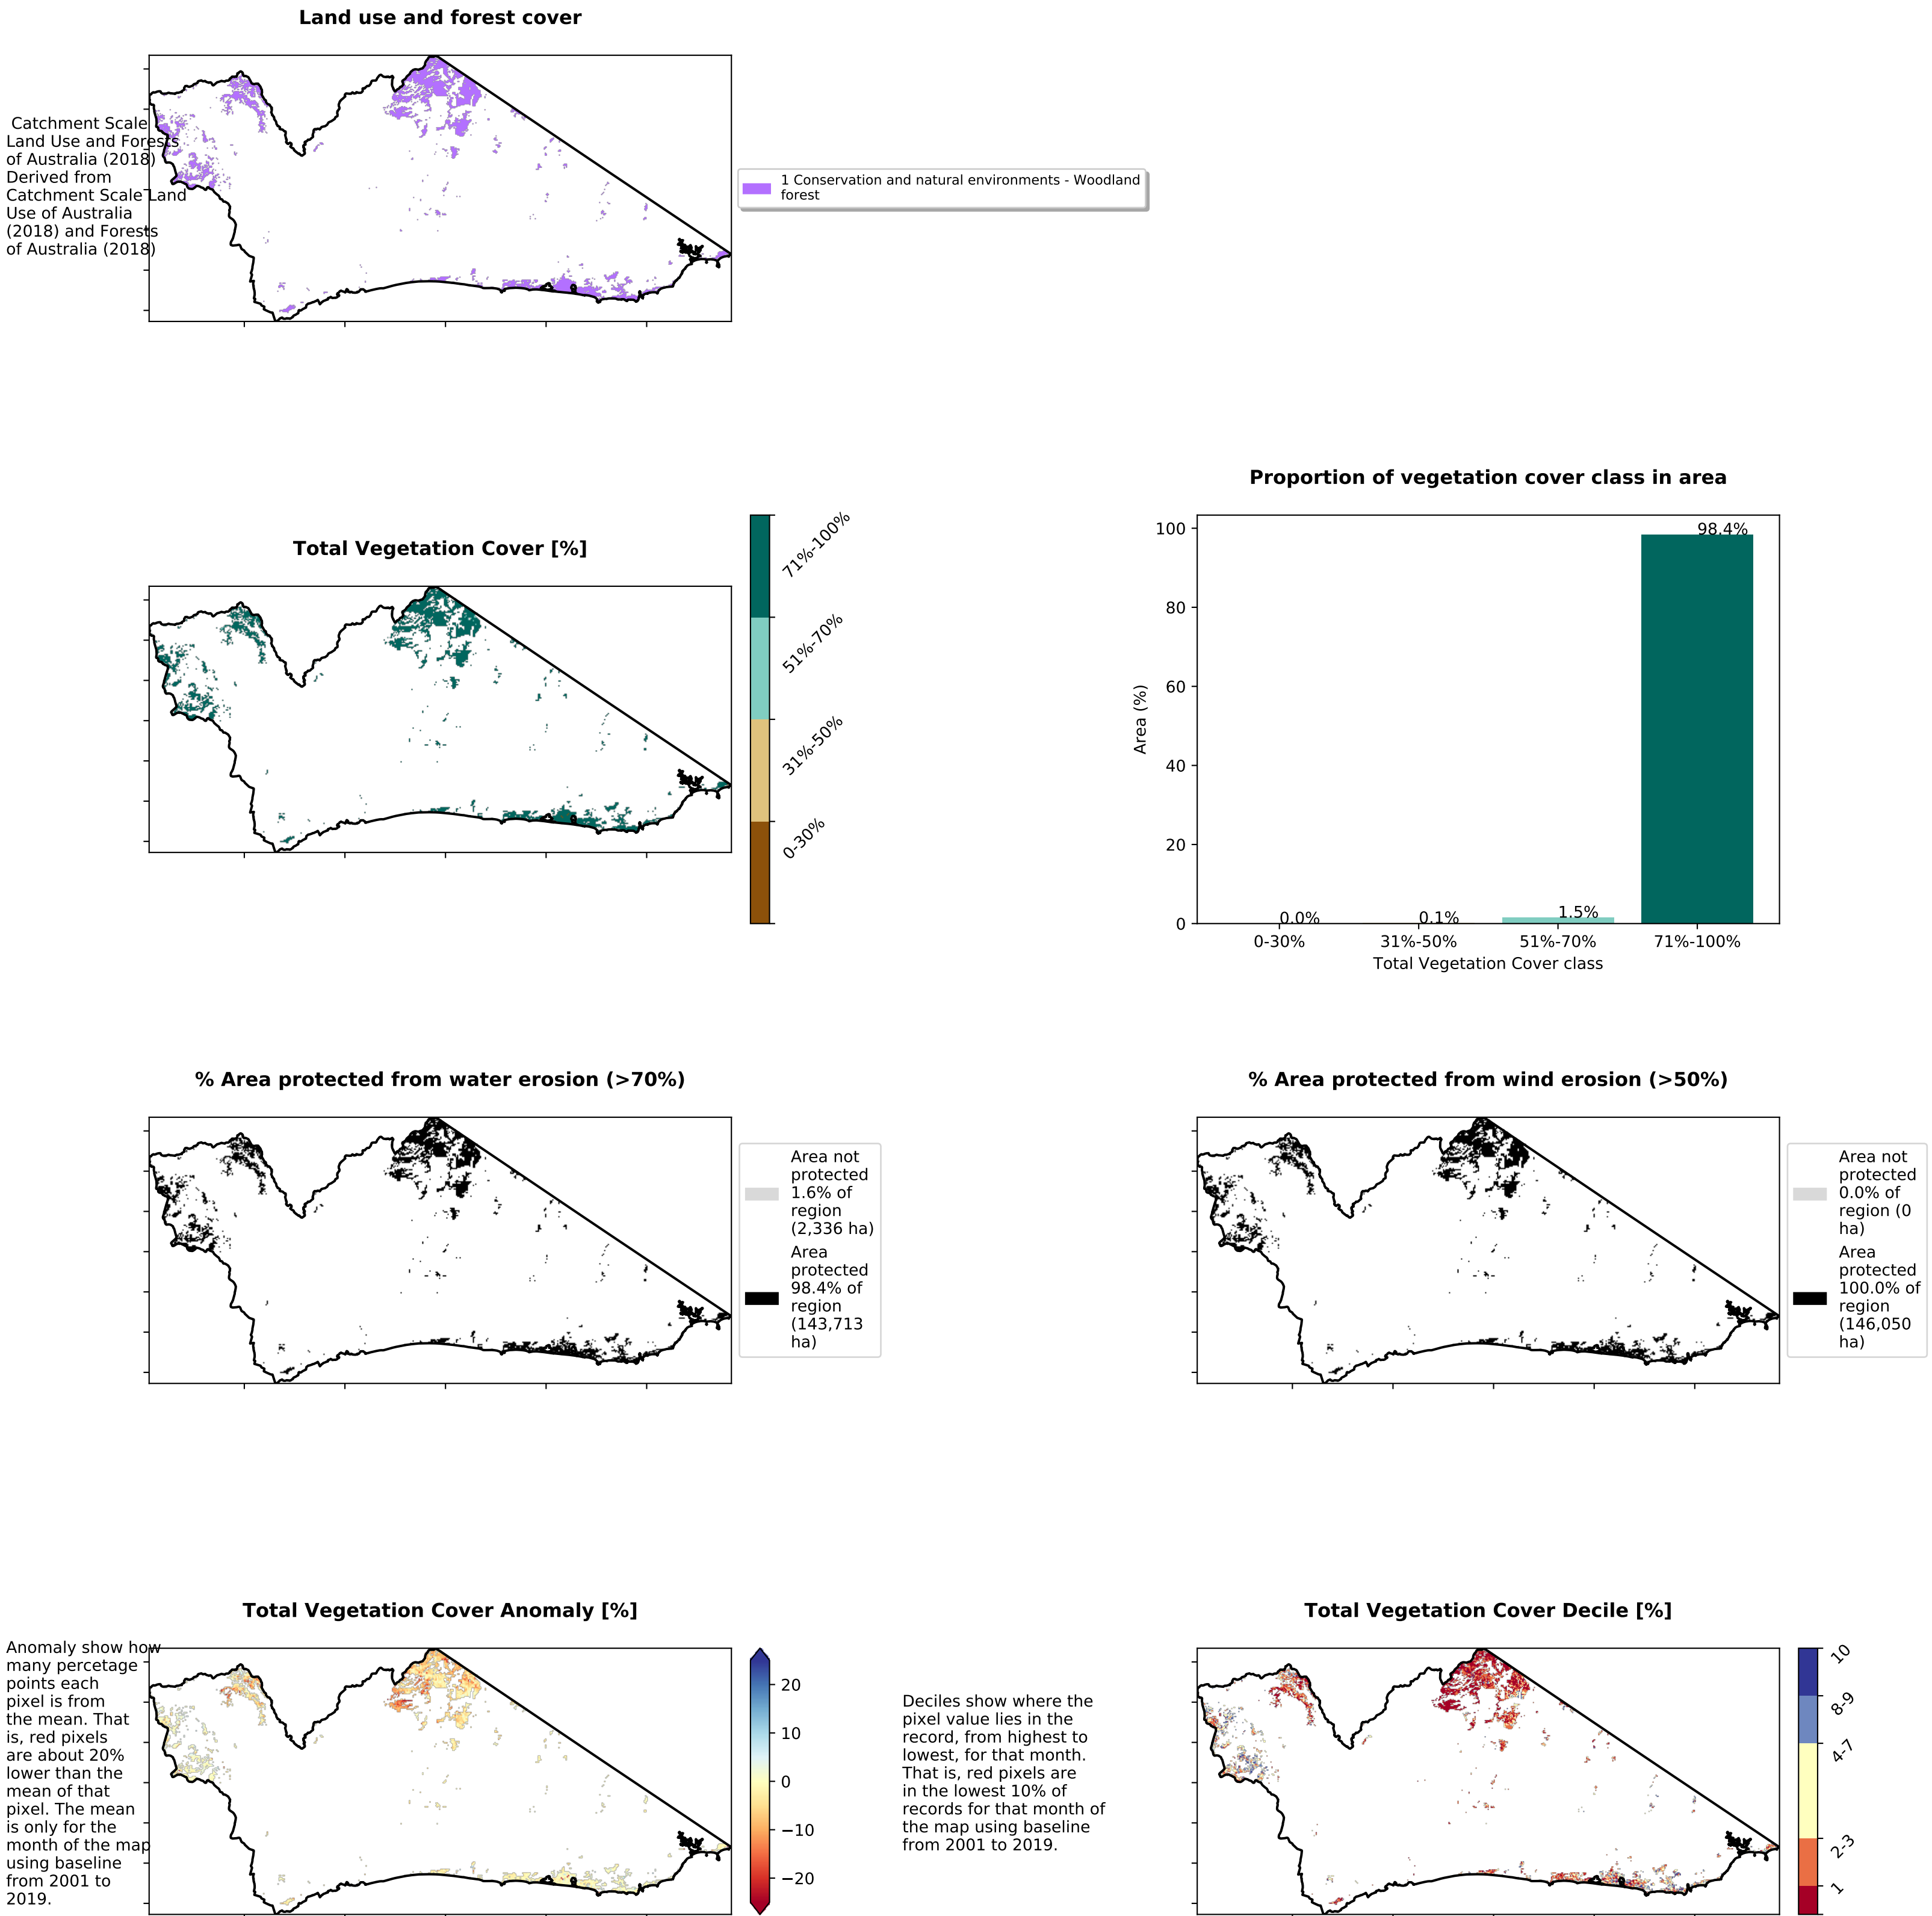 Land use and forest cover
Catchment Scale
Land Use and Forests
of Australia (2018)
Derived from
Catchment Scale Land
Use of Australia
(2018) and Forests
of Australia (2018)
1 Conservation and natural environments - Woodland
forest
Total Vegetation Cover [%]
71%-100%
51%-70%
31%-50%
0-30%
Proportion of vegetation cover class in area
100
80
60
40
20
0
Area (%)
0.0%
0.1%
1.5%
98.4%
0-30%
31%-50%
51%-70%
71%-100%
Total Vegetation Cover class
% Area protected from water erosion (>70%)
Area not
protected
1.6% of
region
(2,336 ha)
Area
protected
98.4% of
region
(143,713
ha)
% Area protected from wind erosion (>50%)
Area not
protected
0.0% of
region (0
ha)
Area
protected
100.0% of
region
(146,050
ha)
Total Vegetation Cover Anomaly [%]
Anomaly show how
many percetage
points each
pixel is from
the mean. That
is, red pixels
are about 20%
lower than the
mean of that
pixel. The mean
is only for the
month of the map
using baseline
from 2001 to
2019.
20
10
0
−10
−20
Total Vegetation Cover Decile [%]
Deciles show where the
pixel value lies in the
record, from highest to
lowest, for that month.
That is, red pixels are
in the lowest 10% of
records for that month of
the map using baseline
from 2001 to 2019.
10
8-9
4-7
2-3
1